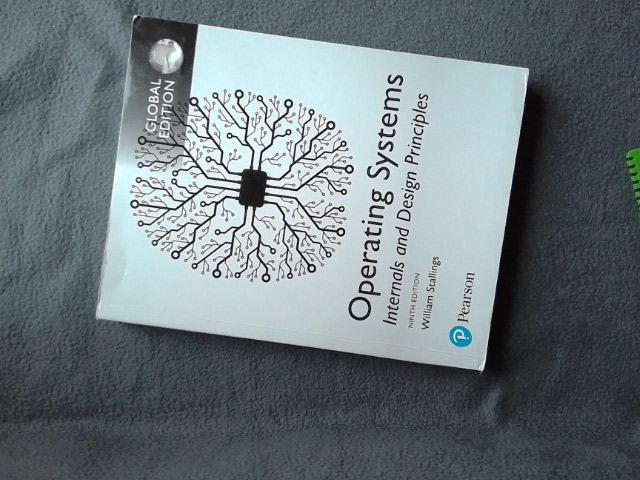 GLOBAL
EDITION
Operating Systems
Internals and Design Principles
NINTH EDITION
William Stallings
P Pearson